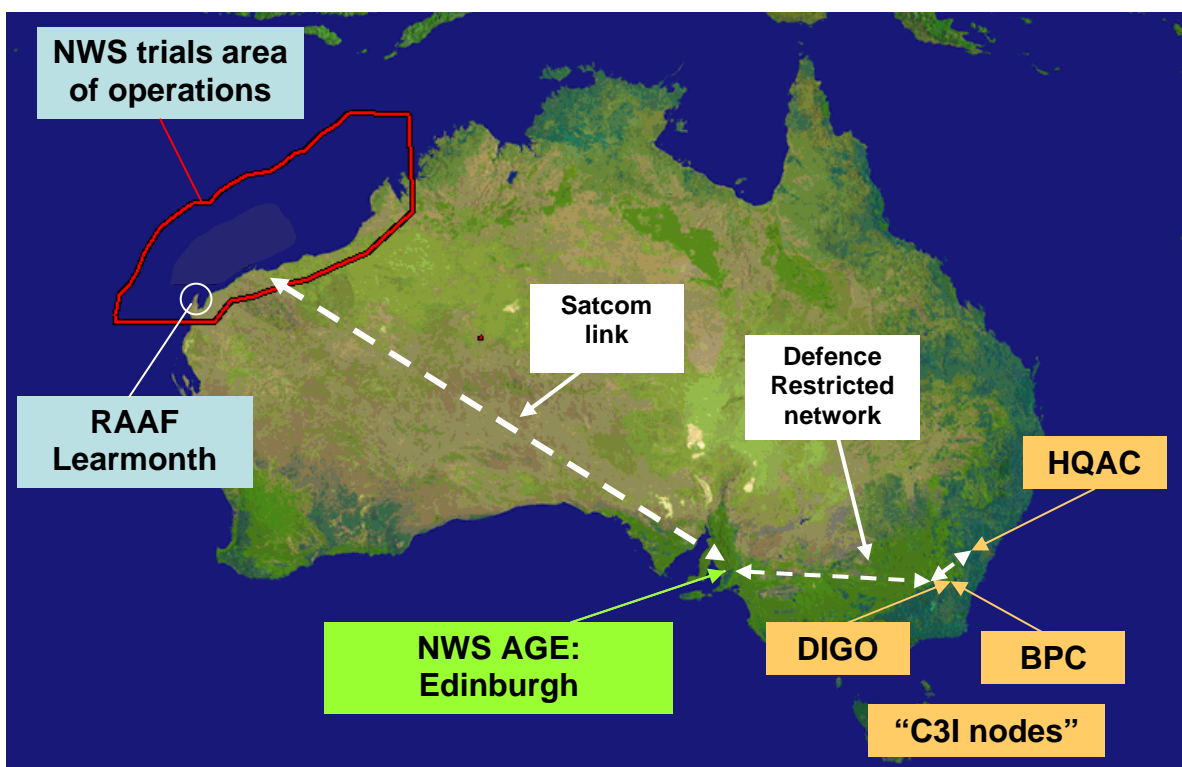 NWS trials area
of operations
Satcom
link
Defence
Restricted
network
RAAF
Learmonth
HQAC
NWS AGE:
Edinburgh
DIGO
BPC
“C3I nodes”